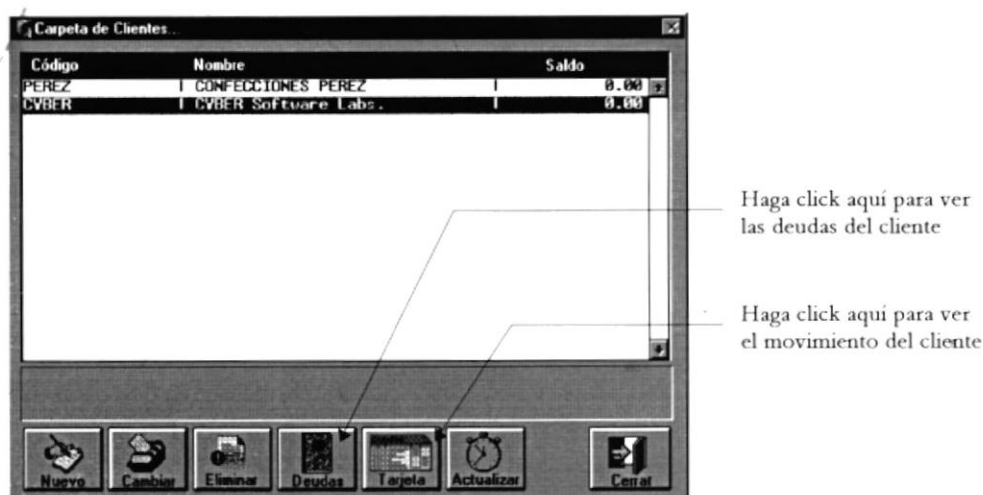 Carpeta de Clientes...
Código Nombre Saldo
PEREZ | CONFECCIONES PEREZ | 0.00
CYBER | CYBER Software Labs. | 0.00
Haga click aquí para ver
las deudas del cliente
Haga click aquí para ver
el movimiento del cliente
Nuevo Cambiar Eliminar Deudas Tarjeta Actualizar Cerrar